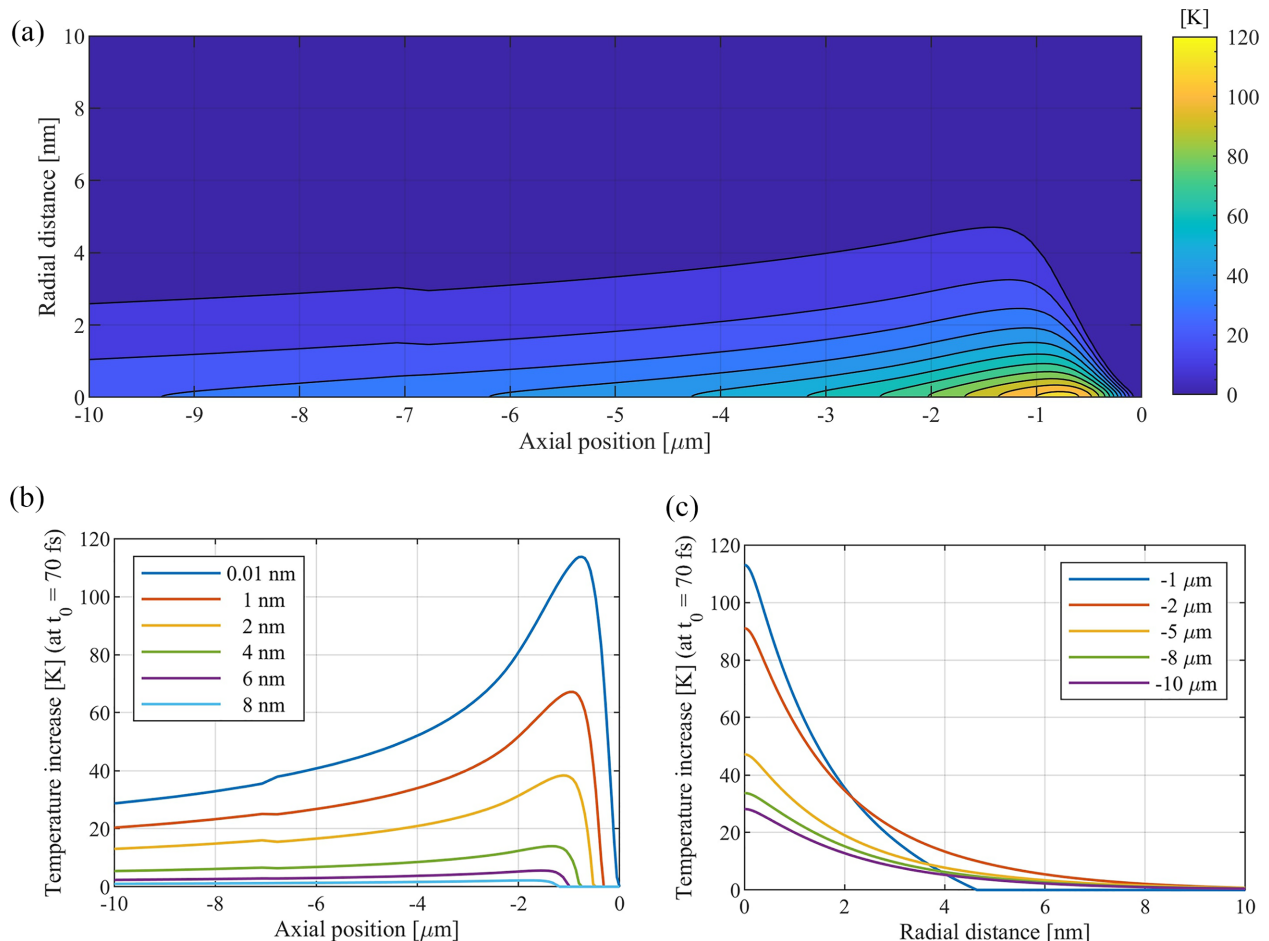 (a)
[K]
10
8
6
4
2
0
Radial distance [nm]
-10 -9 -8 -7 -6 -5 -4 -3 -2 -1 0
Axial position [μm]
120
100
80
60
40
20
0
(b)
Temperature increase [K] (at t0 = 70 fs)
120
100
80
60
40
20
0
0.01 nm
1 nm
2 nm
4 nm
6 nm
8 nm
-10 -8 -6 -4 -2 0
Axial position [μm]
(c)
Temperature increase [K] (at t0 = 70 fs)
120
100
80
60
40
20
0
-1 μm
-2 μm
-5 μm
-8 μm
-10 μm
0 2 4 6 8 10
Radial distance [nm]